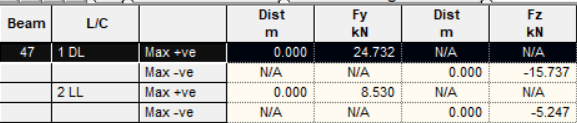 Beam L/C Dist m Fy kN Dist m Fz kN
47 1 DL Max +ve 0.000 24.732 N/A N/A
Max -ve N/A N/A 0.000 -15.737
2 LL Max +ve 0.000 8.530 N/A N/A
Max -ve N/A N/A 0.000 -5.247